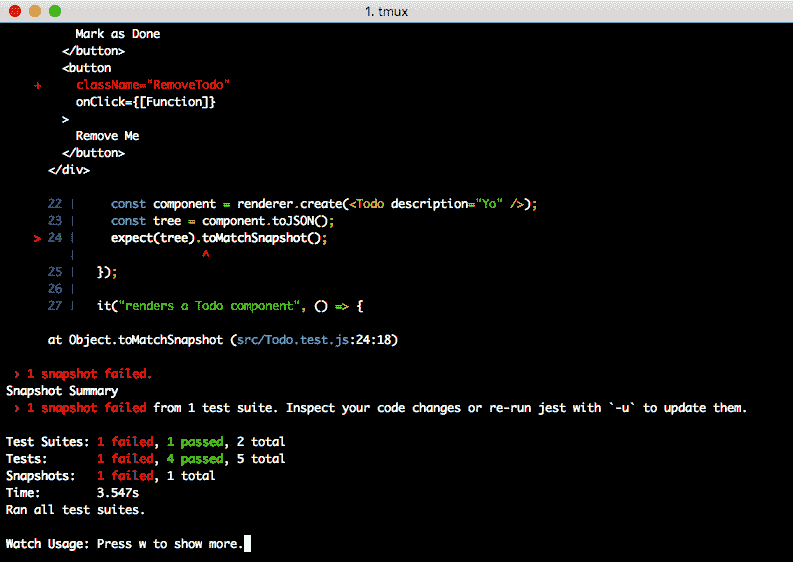 1. tmux
Mark as Done
</button>
<button
+ className="RemoveTodo"
onClick={[Function]}
>
Remove Me
</button>
</div>
22 | const component = renderer.create(<Todo description="Yo" />);
23 | const tree = component.toJSON();
> 24 | expect(tree).toMatchSnapshot();
| ^
25 | });
26 |
27 | it("renders a Todo component", () => {
at Object.toMatchSnapshot (src/Todo.test.js:24:18)
› 1 snapshot failed.
Snapshot Summary
› 1 snapshot failed from 1 test suite. Inspect your code changes or re-run jest with `-u` to update them.
Test Suites: 1 failed, 1 passed, 2 total
Tests: 1 failed, 4 passed, 5 total
Snapshots: 1 failed, 1 total
Time: 3.547s
Ran all test suites.
Watch Usage: Press w to show more.